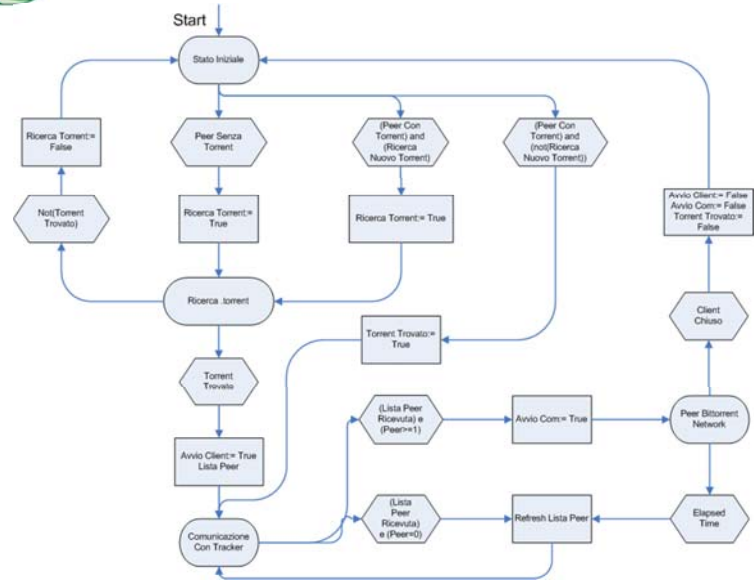 Start
Stato Iniziale
Ricerca Torrent:=
False
Peer Senza
Torrent
(Peer Con
Torrent) and
(Ricerca
Nuovo Torrent)
(Peer Con
Torrent) and
(not(Ricerca
Nuovo Torrent))
Not(Torrent
Trovato)
Ricerca Torrent:=
True
Ricerca Torrent:= True
Avvio Client:= False
Avvio Com:= False
Torrent Trovato:=
False
Ricerca .torrent
Client
Chiuso
Torrent Trovato:=
True
Torrent
Trovato
(Lista Peer
Ricevuta) e
(Peer>=1)
Avvio Com:= True
Peer Bittorrent
Network
Avvio Client:= True
Lista Peer
Comunicazione
Con Tracker
(Lista
Peer
Ricevuta)
e (Peer=0)
Refresh Lista Peer
Elapsed
Time